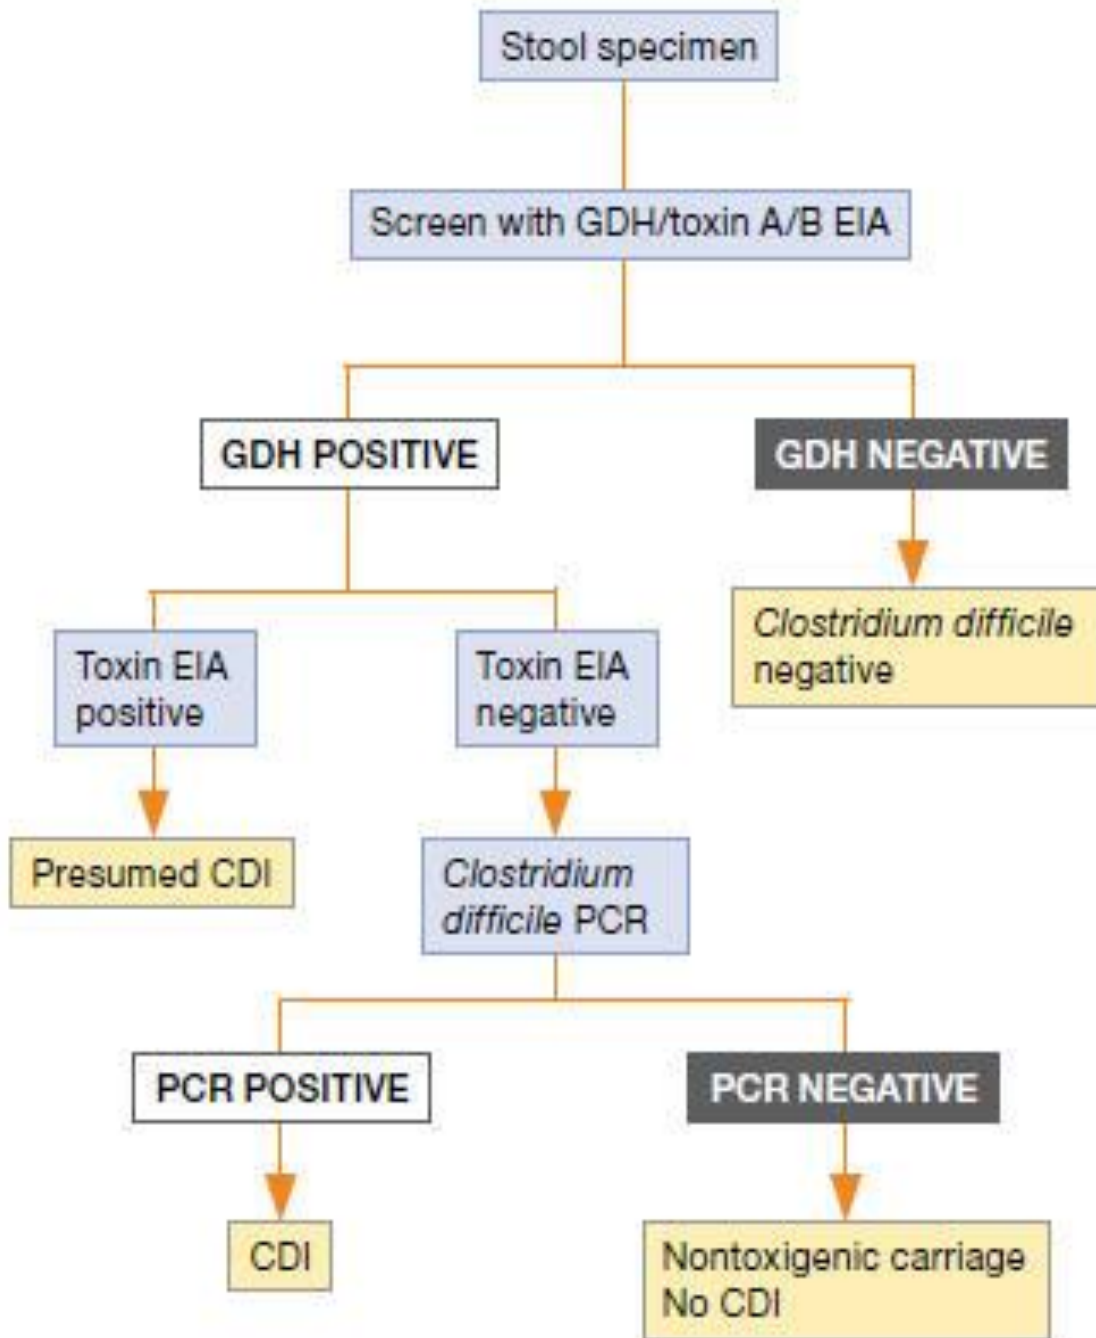 Stool specimen
Screen with GDH/toxin A/B EIA
GDH POSITIVE
GDH NEGATIVE
Toxin EIA
positive
Toxin EIA
negative
Clostridium difficile
negative
Presumed CDI
Clostridium
difficile PCR
PCR POSITIVE
PCR NEGATIVE
CDI
Nontoxigenic carriage
No CDI